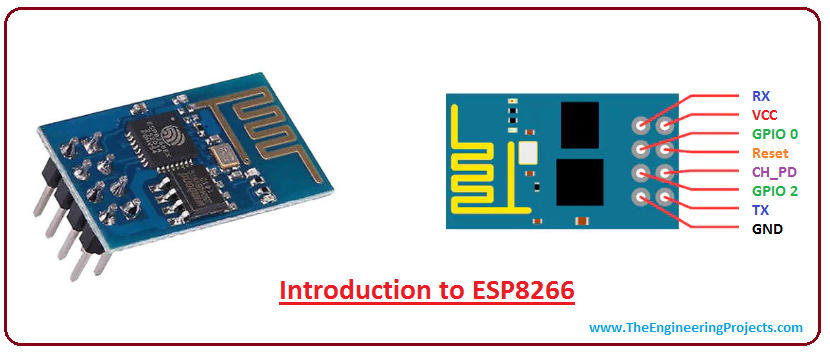 RX
VCC
GPIO 0
Reset
CH_PD
GPIO 2
TX
GND
Introduction to ESP8266
www.TheEngineeringProjects.com